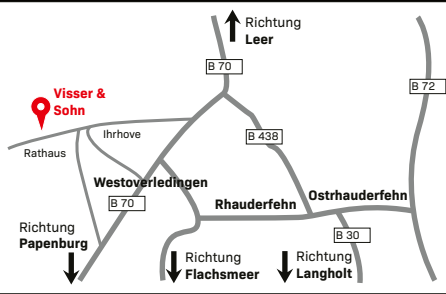 Richtung
Leer
B 70
B 72
Visser &
Sohn
Ihrhove
B 438
Rathaus
Westoverledingen
Ostrhauderfehn
B 70
Rhauderfehn
Richtung
Papenburg
B 30
Richtung
Flachsmeer
Richtung
Langholt